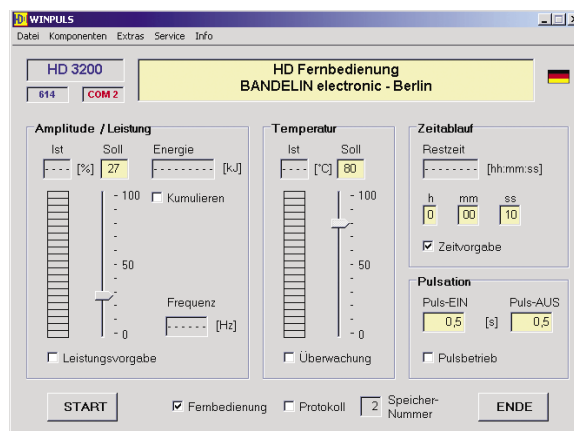 WINPULS
Datei Komponenten Extras Service Info
HD 3200
614 COM 2
HD Fernbedienung
BANDELIN electronic - Berlin
Amplitude / Leistung
Ist Soll Energie
---- [%] 27 --------- [kJ]
100
Kumulieren
50
Frequenz
------ [Hz]
0
Leistungsvorgabe
Temperatur
Ist Soll
---- [°C] 80
100
50
0
Überwachung
Zeitablauf
Restzeit
-------- [hh:mm:ss]
h mm ss
0 00 10
Zeitvorgabe
Pulsation
Puls-EIN Puls-AUS
0,5 [s] 0,5
Pulsbetrieb
START
Fernbedienung
Protokoll
2 Speicher-
Nummer
ENDE